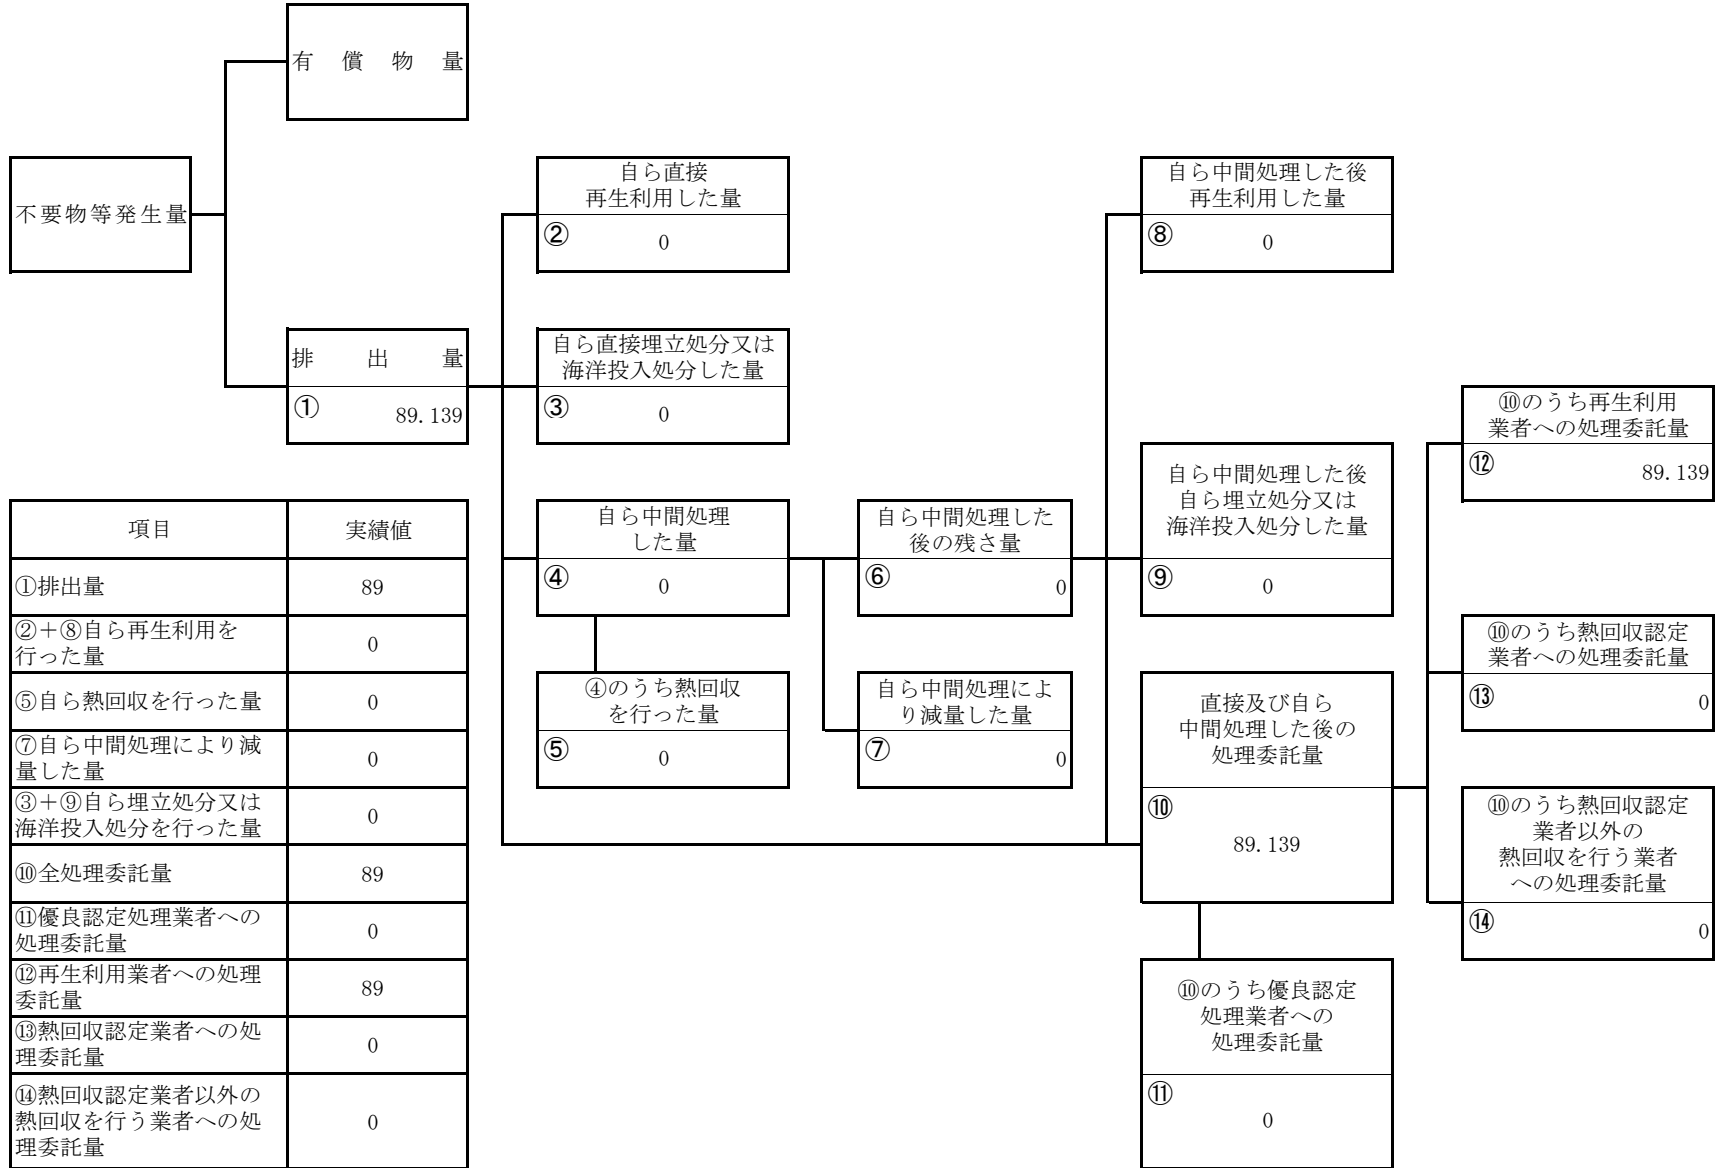 有償物量
不要物等発生量
自ら直接
再生利用した量
② 0
自ら中間処理した後
再生利用した量
⑧ 0
排出量
① 89.139
自ら直接埋立処分又は
海洋投入処分した量
③ 0
⑩のうち再生利用
業者への処理委託量
⑫ 89.139
自ら中間処理
した量
④ 0
自ら中間処理した
後の残さ量
⑥ 0
自ら中間処理した後
自ら埋立処分又は
海洋投入処分した量
⑨ 0
⑩のうち熱回収認定
業者への処理委託量
⑬ 0
④のうち熱回収
を行った量
⑤ 0
自ら中間処理によ
り減量した量
⑦ 0
直接及び自ら
中間処理した後の
処理委託量
⑩
89.139
⑩のうち熱回収認定
業者以外の
熱回収を行う業者
への処理委託量
⑭ 0
⑩のうち優良認定
処理業者への
処理委託量
⑪
0
項目 実績値
①排出量 89
②+⑧自ら再生利用を
行った量 0
⑤自ら熱回収を行った量 0
⑦自ら中間処理により減
量した量 0
③+⑨自ら埋立処分又は
海洋投入処分を行った量 0
⑩全処理委託量 89
⑪優良認定処理業者への
処理委託量 0
⑫再生利用業者への処理
委託量 89
⑬熱回収認定業者への処
理委託量 0
⑭熱回収認定業者以外の
熱回収を行う業者への処
理委託量 0